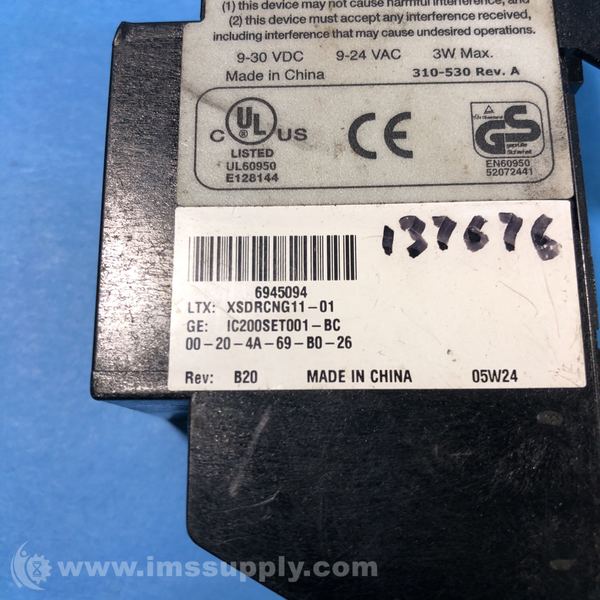 (1) this device may not cause harmful interference, and
(2) this device must accept any interference received,
including interference that may cause undesired operations.
9-30 VDC 9-24 VAC 3W Max.
Made in China 310-530 Rev. A
C UL US
LISTED
UL60950
E128144
CE
GS
geprüfte
Sicherheit
EN60950
52072441
137676
6945094
LTX: XSDRCNG11-01
GE: IC200SET001-BC
00-20-4A-69-B0-26
Rev: B20 MADE IN CHINA 05W24
www.imssupply.com